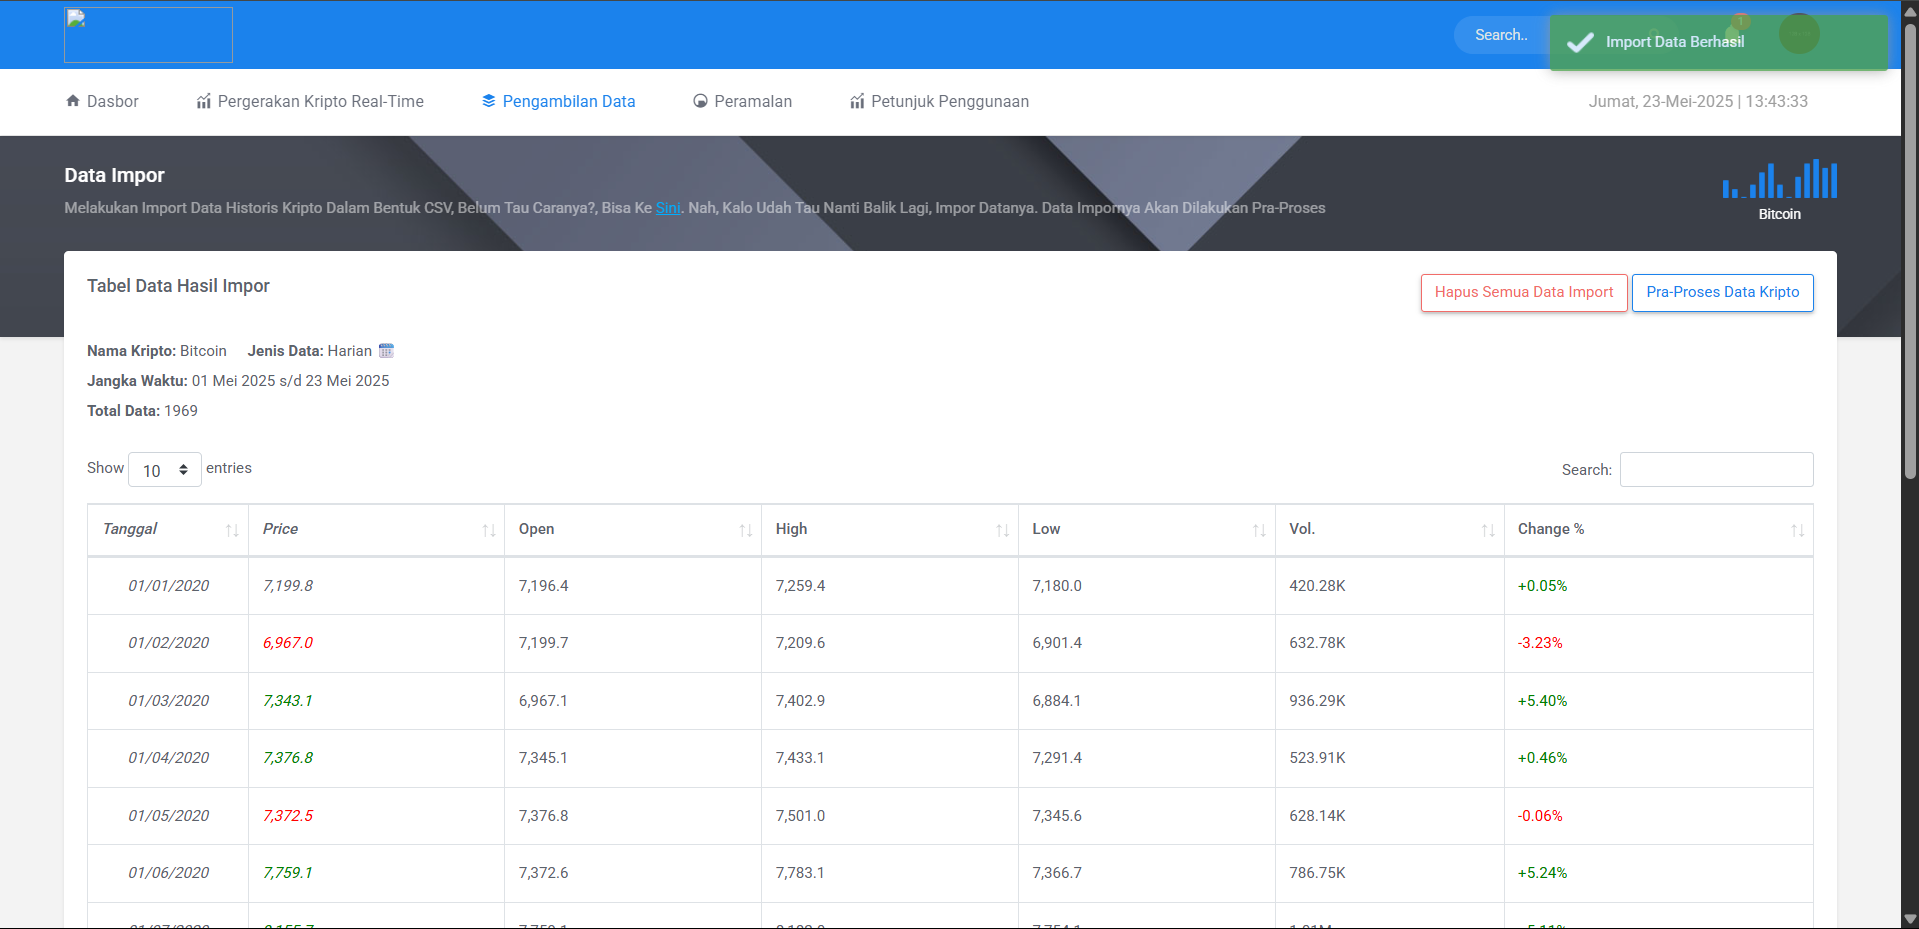 Search..
1
Import Data Berhasil
Dasbor
Pergerakan Kripto Real-Time
Pengambilan Data
Peramalan
Petunjuk Penggunaan
Jumat, 23-Mei-2025 | 13:43:33
Data Impor
Melakukan Import Data Historis Kripto Dalam Bentuk CSV, Belum Tau Caranya?, Bisa Ke Sini. Nah, Kalo Udah Tau Nanti Balik Lagi, Impor Datanya. Data Impornya Akan Dilakukan Pra-Proses
Bitcoin
Tabel Data Hasil Impor
Hapus Semua Data Import
Pra-Proses Data Kripto
Nama Kripto: Bitcoin Jenis Data: Harian
Jangka Waktu: 01 Mei 2025 s/d 23 Mei 2025
Total Data: 1969
Show 10 entries
Search:
Tanggal Price Open High Low Vol. Change %
01/01/2020 7,199.8 7,196.4 7,259.4 7,180.0 420.28K +0.05%
01/02/2020 6,967.0 7,199.7 7,209.6 6,901.4 632.78K -3.23%
01/03/2020 7,343.1 6,967.1 7,402.9 6,884.1 936.29K +5.40%
01/04/2020 7,376.8 7,345.1 7,433.1 7,291.4 523.91K +0.46%
01/05/2020 7,372.5 7,376.8 7,501.0 7,345.6 628.14K -0.06%
01/06/2020 7,759.1 7,372.6 7,783.1 7,366.7 786.75K +5.24%